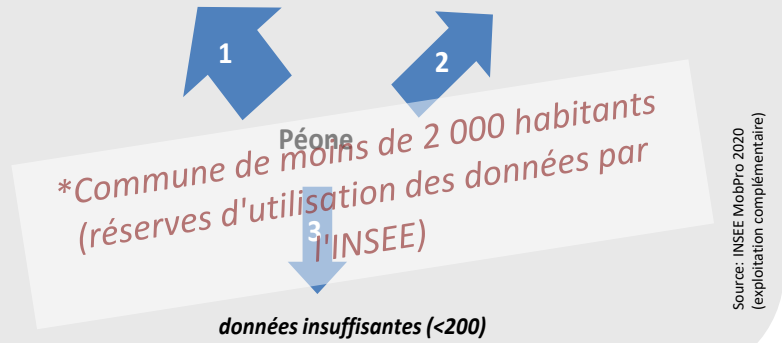 1
2
Péone
*Commune de moins de 2 000 habitants
(réserves d'utilisation des données par
l'INSEE)
3
données insuffisantes (<200)
Source: INSEE MobPro 2020
(exploitation complémentaire)